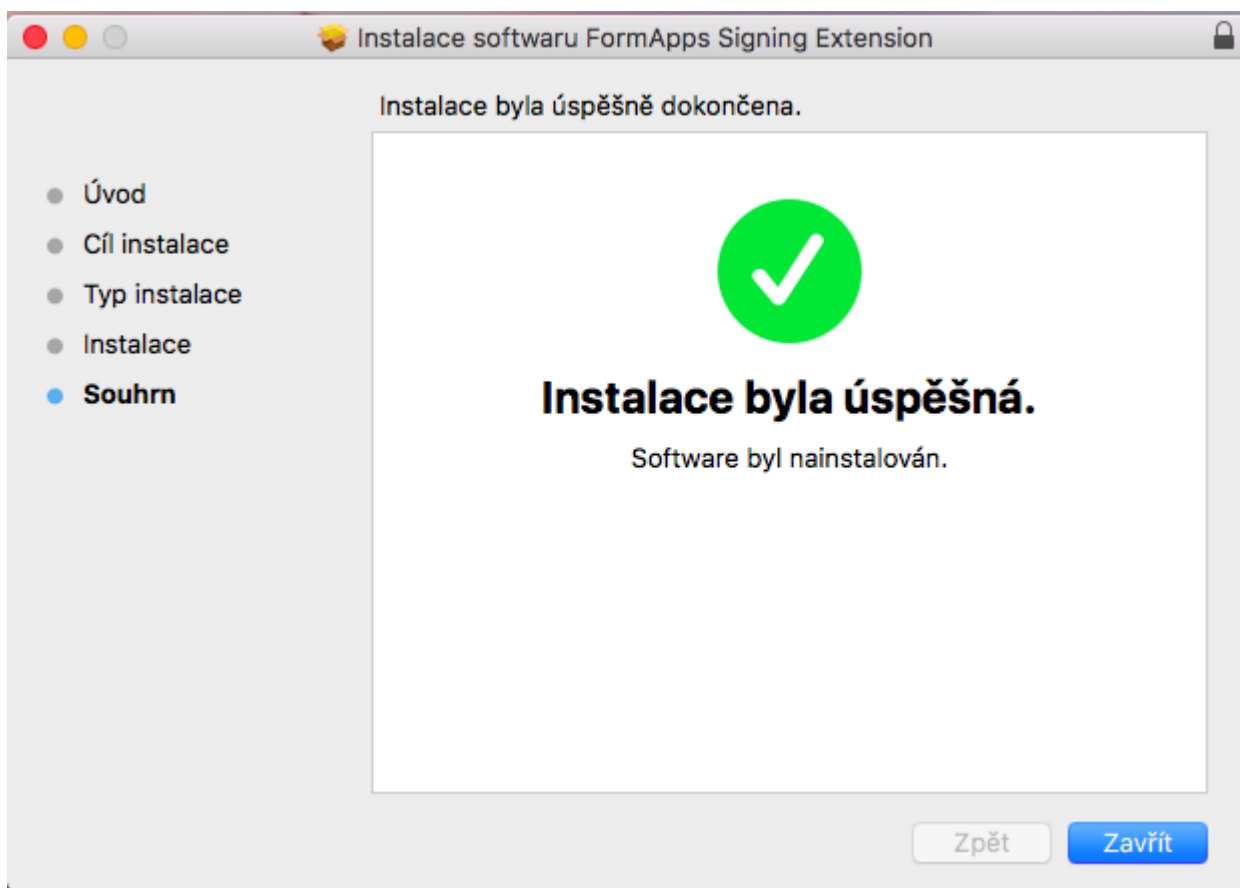 Instalace softwaru FormApps Signing Extension
Instalace byla úspěšně dokončena.
Úvod
Cíl instalace
Typ instalace
Instalace
Souhrn
Instalace byla úspěšná.
Software byl nainstalován.
Zpět
Zavřít